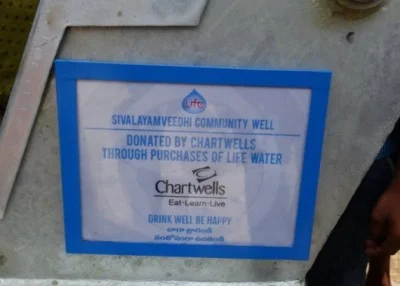 Life
SIVALAYAMVEEDHI COMMUNITY WELL
DONATED BY CHARTWELLS
THROUGH PURCHASES OF LIFE WATER
Chartwells
Eat•Learn•Live
DRINK WELL BE HAPPY
బాగా త్రాగండి
సంతోషంగా ఉండండి